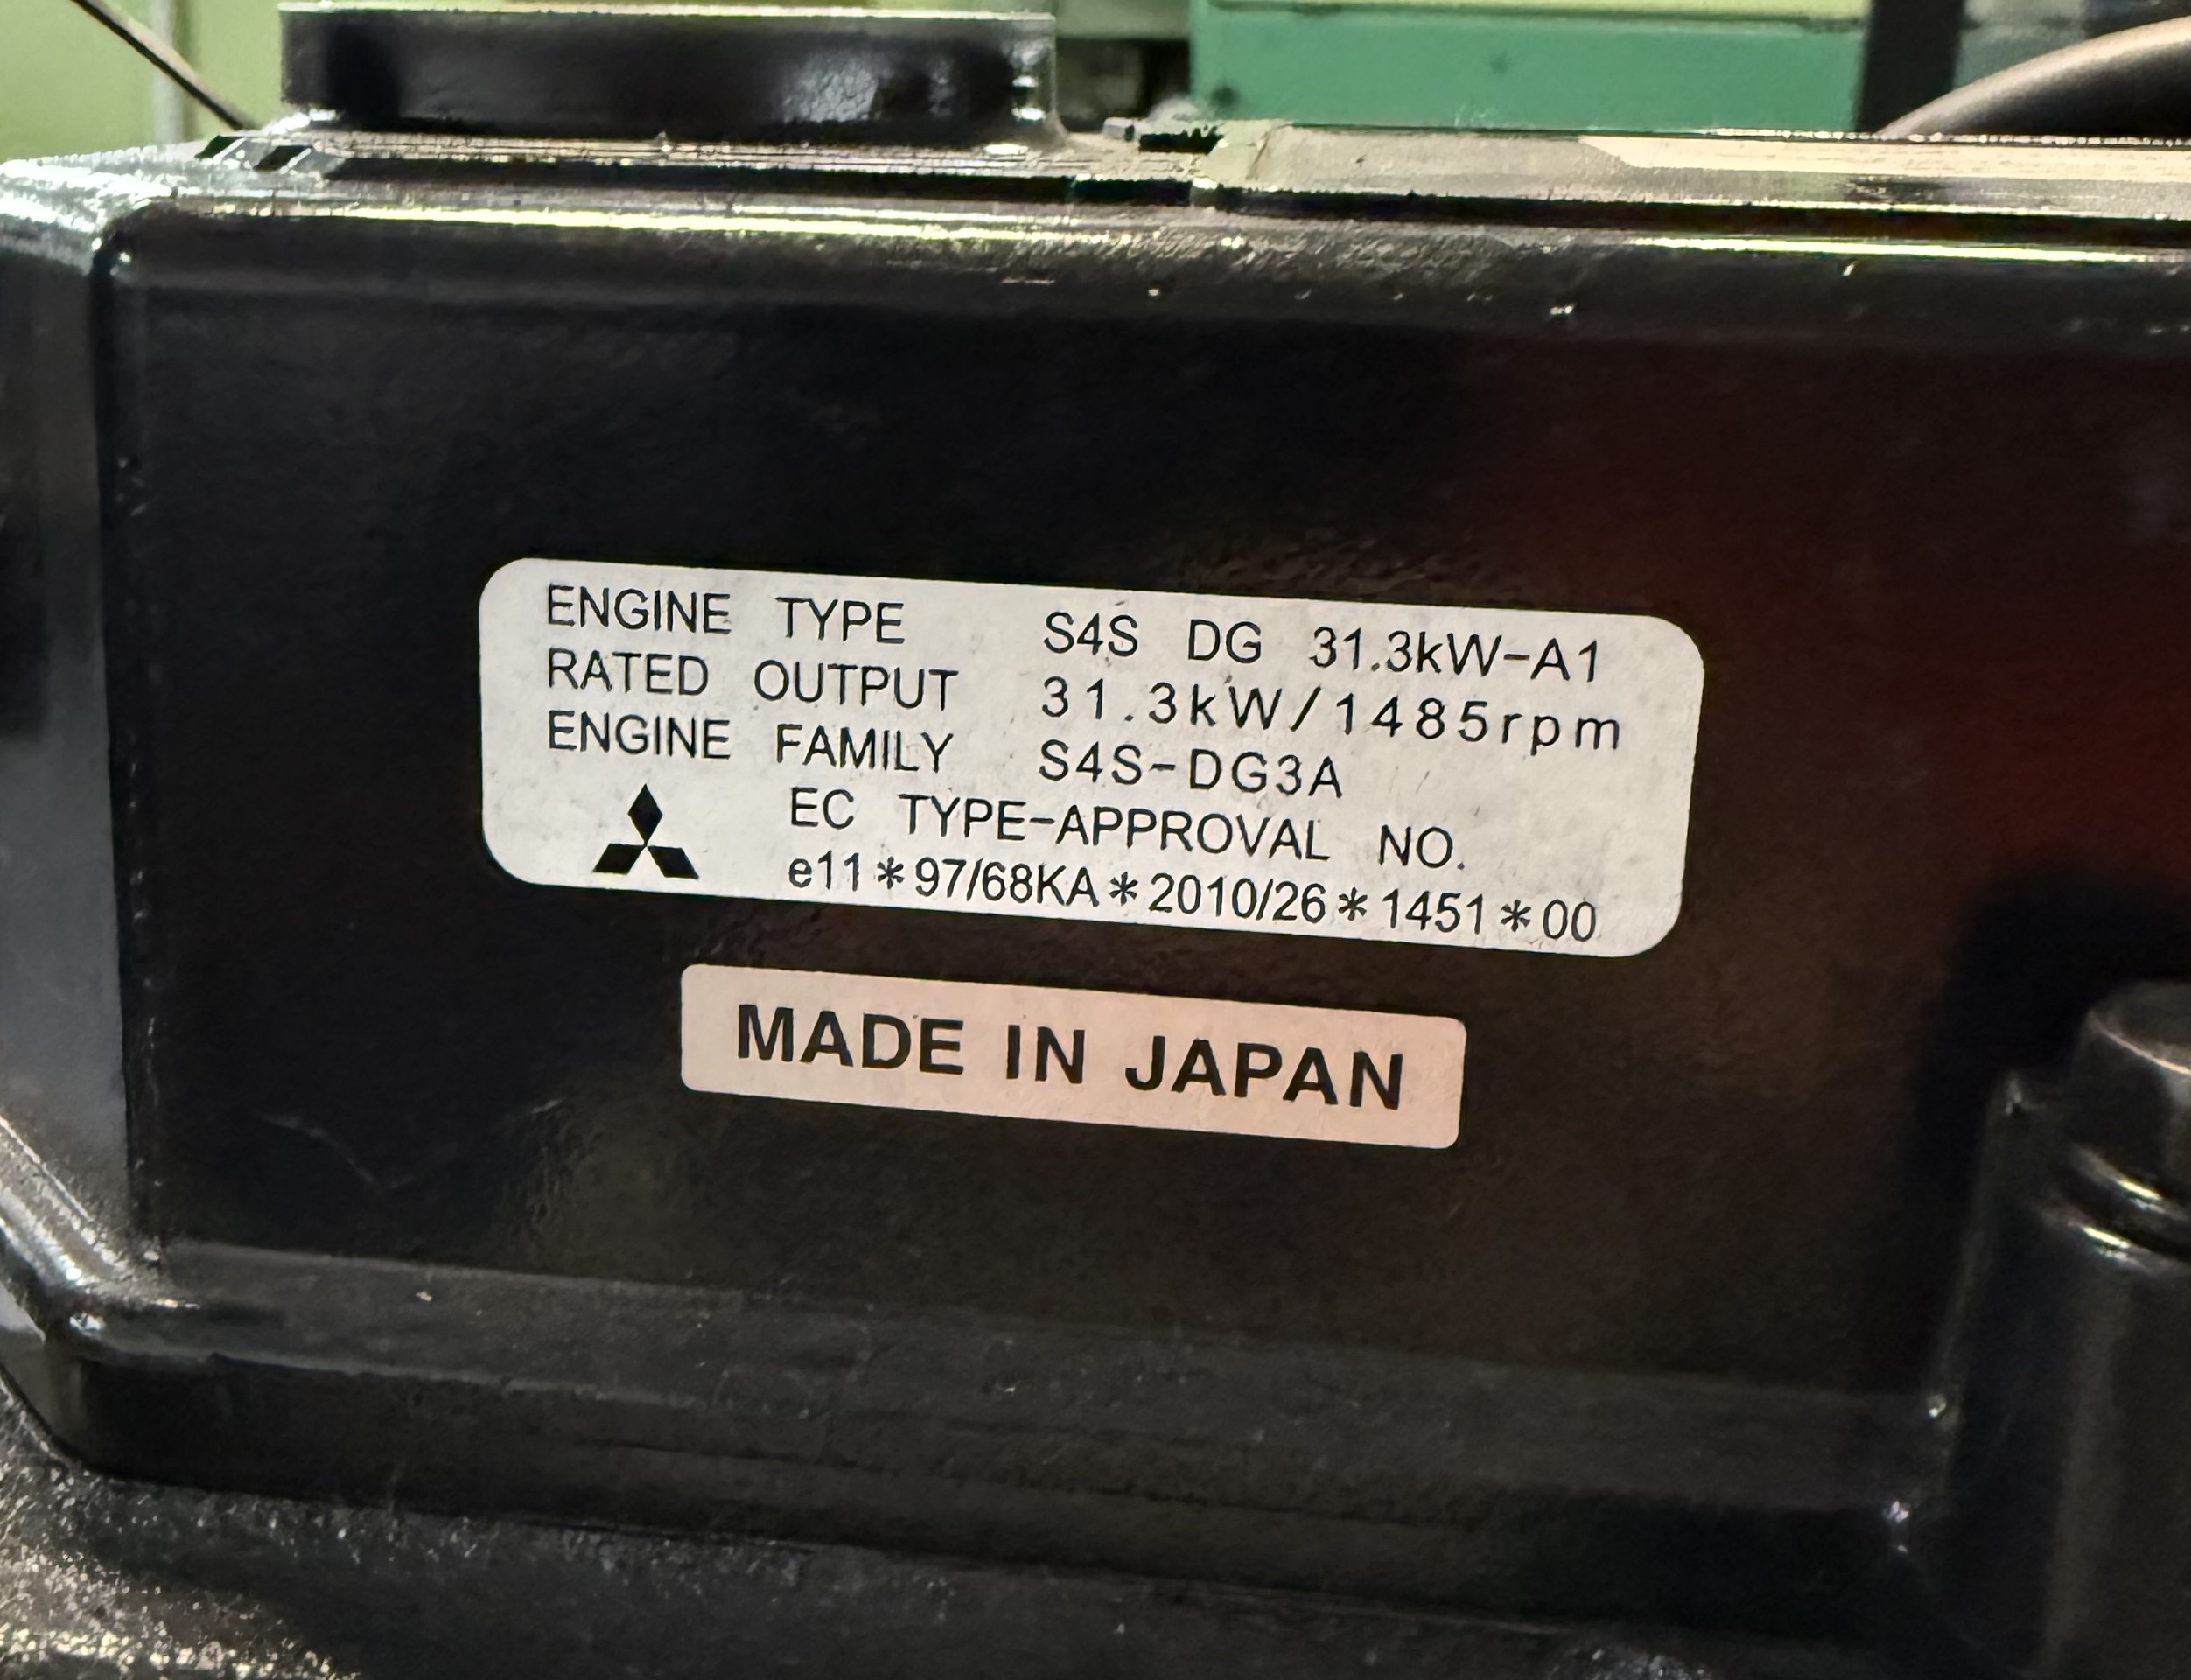 ENGINE TYPE S4S DG 31.3kW-A1
RATED OUTPUT 31.3kW/1485rpm
ENGINE FAMILY S4S-DG3A
EC TYPE-APPROVAL NO.
e11*97/68KA*2010/26*1451*00
MADE IN JAPAN